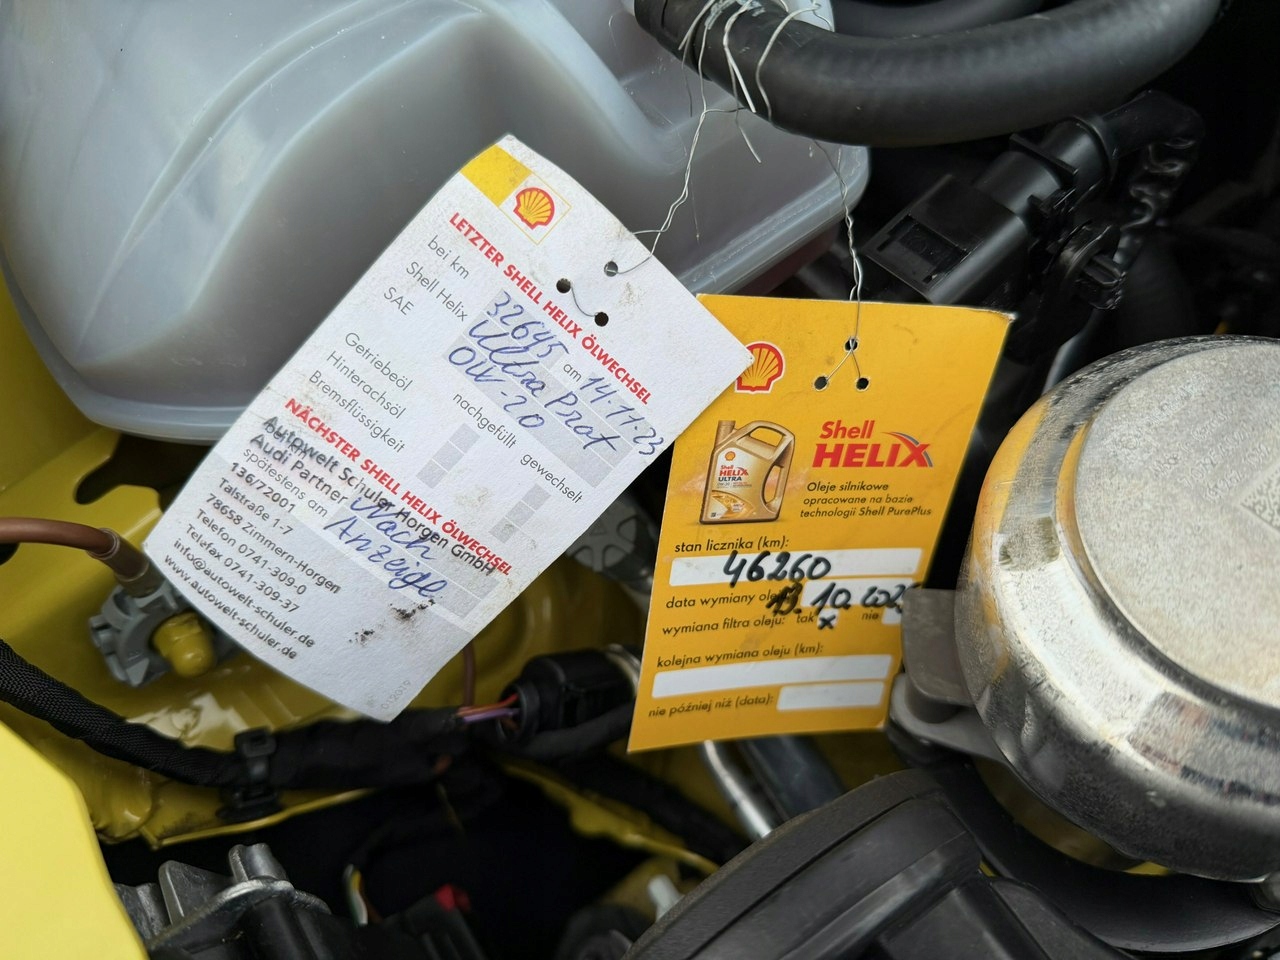 LETZTER SHELL HELIX ÖLWECHSEL
bei km 32645 am 14.11.23
Shell Helix Ultra Prof
SAE 0W-20
nachgefüllt gewechselt
Getriebeöl
Hinterachsöl
Bremsflüssigkeit
NÄCHSTER SHELL HELIX ÖLWECHSEL
Autowelt Schuler Horgen GmbH
Audi Partner
spätestens am Nach Anzeige
136/72001
Talstraße 1-7
78658 Zimmern-Horgen
Telefon 0741-309-0
Telefax 0741-309-37
info@autowelt-schuler.de
www.autowelt-schuler.de
Shell
HELIX
Shell
HELIX
ULTRA
Oleje silnikowe
opracowane na bazie
technologii Shell PurePlus
stan licznika (km):
46260
data wymiany 10.
wymiana filtra oleju: tak x nie
kolejna wymiana oleju (km):
nie później niż (data):